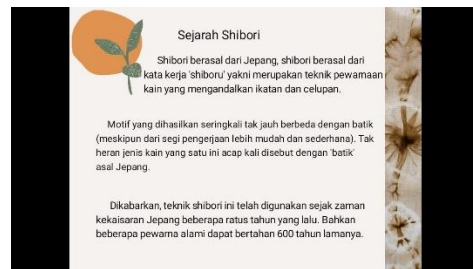 Sejarah Shibori
Shibori berasal dari Jepang, shibori berasal dari
kata kerja 'shiboru' yakni merupakan teknik pewarnaan
kain yang mengandalkan ikatan dan celupan.
Motif yang dihasilkan seringkali tak jauh berbeda dengan batik
(meskipun dari segi pengerjaan lebih mudah dan sederhana). Tak
heran jenis kain yang satu ini acap kali disebut dengan 'batik'
asal Jepang.
Dikabarkan, teknik shibori ini telah digunakan sejak zaman
kekaisaran Jepang beberapa ratus tahun yang lalu. Bahkan
beberapa pewarna alami dapat bertahan 600 tahun lamanya.